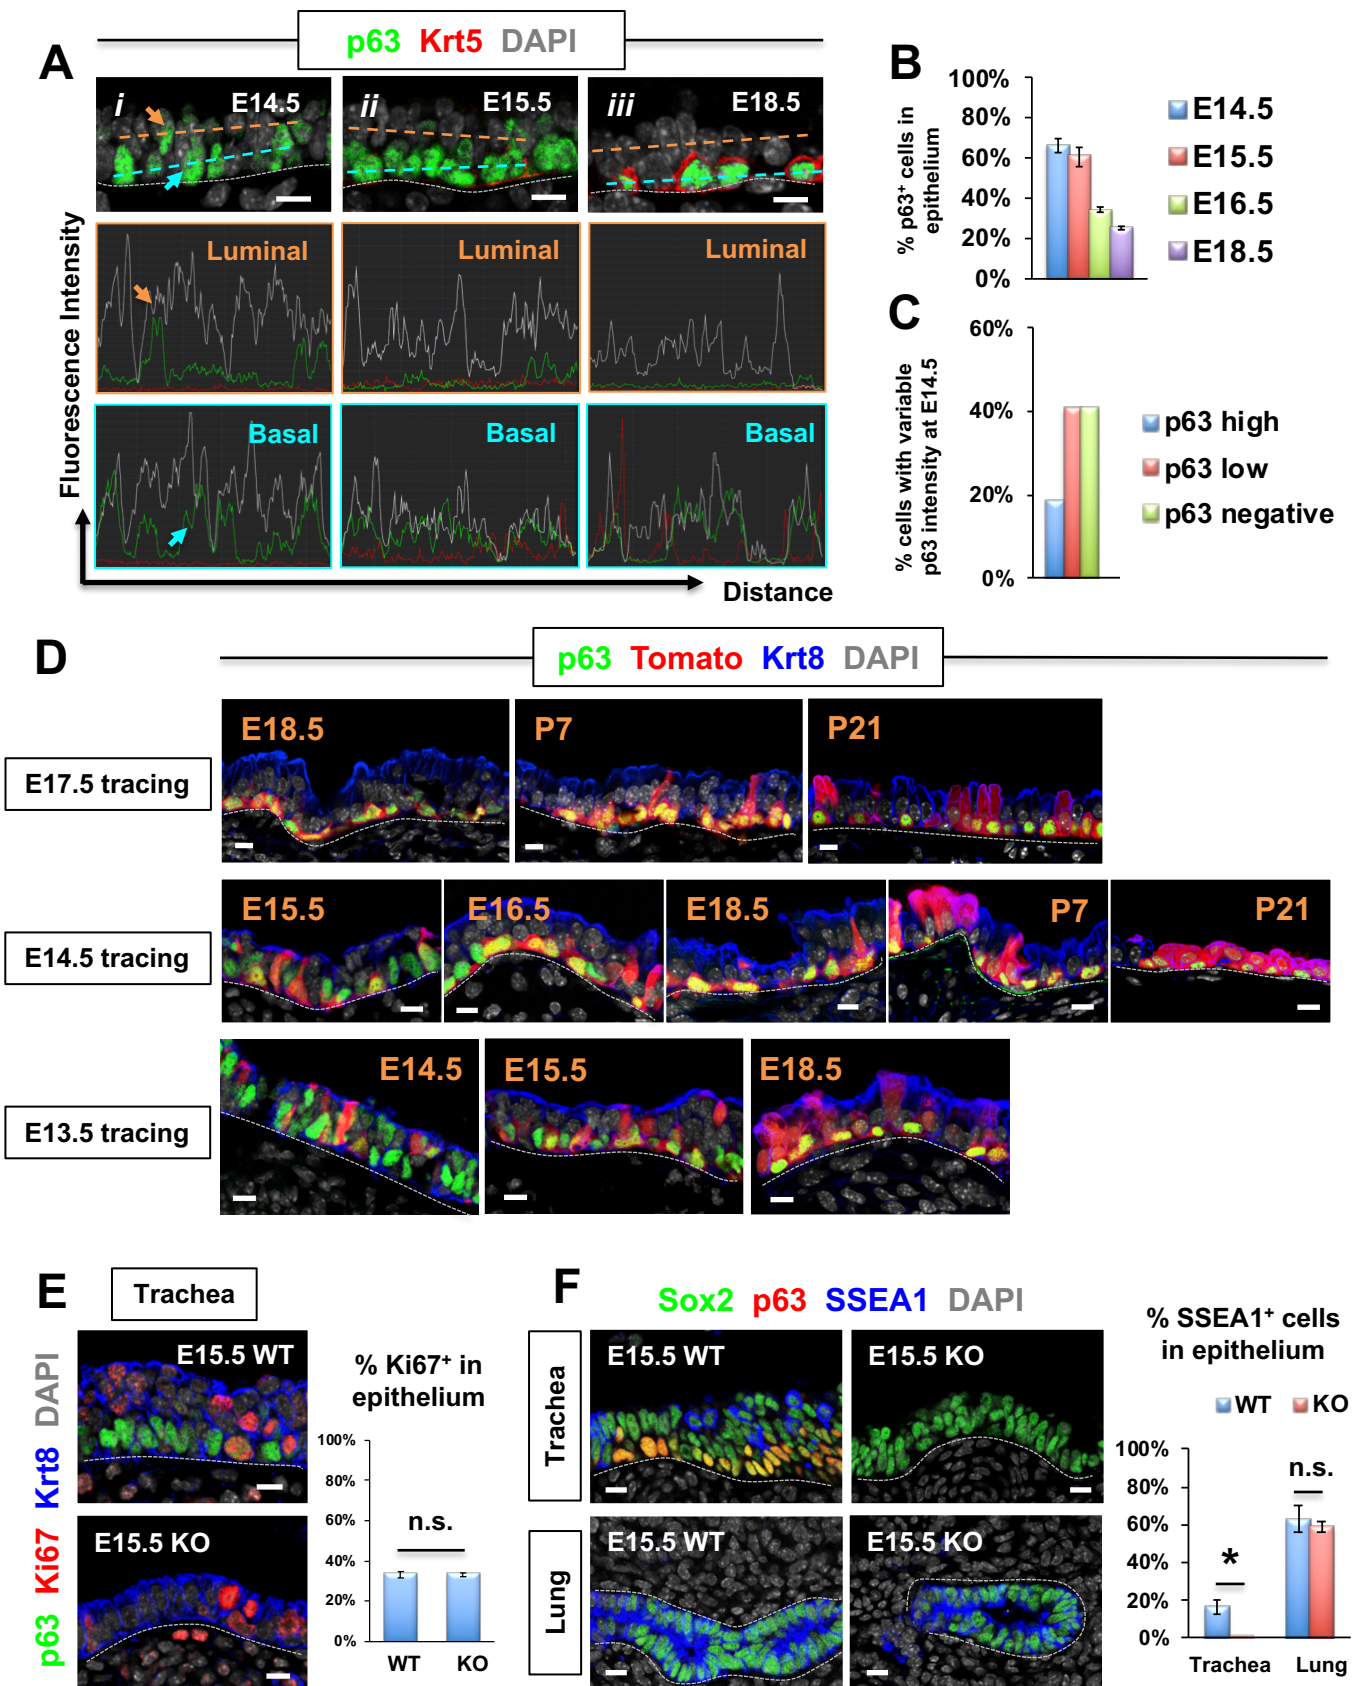 A
p63 Krt5 DAPI
i
E14.5
ii
E15.5
iii
E18.5
Fluorescence Intensity
Luminal
Luminal
Luminal
Basal
Basal
Basal
Distance
B
% p63⁺ cells in
epithelium
100%
80%
60%
40%
20%
0%
E14.5
E15.5
E16.5
E18.5
C
% cells with variable
p63 intensity at E14.5
60%
40%
20%
0%
p63 high
p63 low
p63 negative
D
p63 Tomato Krt8 DAPI
E17.5 tracing
E18.5
P7
P21
E14.5 tracing
E15.5
E16.5
E18.5
P7
P21
E13.5 tracing
E14.5
E15.5
E18.5
E
Trachea
p63 Ki67 Krt8 DAPI
E15.5 WT
E15.5 KO
% Ki67⁺ in
epithelium
100%
80%
60%
40%
20%
0%
n.s.
WT
KO
F
Sox2 p63 SSEA1 DAPI
Trachea
E15.5 WT
E15.5 KO
Lung
E15.5 WT
E15.5 KO
% SSEA1⁺ cells
in epithelium
WT
KO
100%
80%
60%
40%
20%
0%
*
n.s.
Trachea
Lung